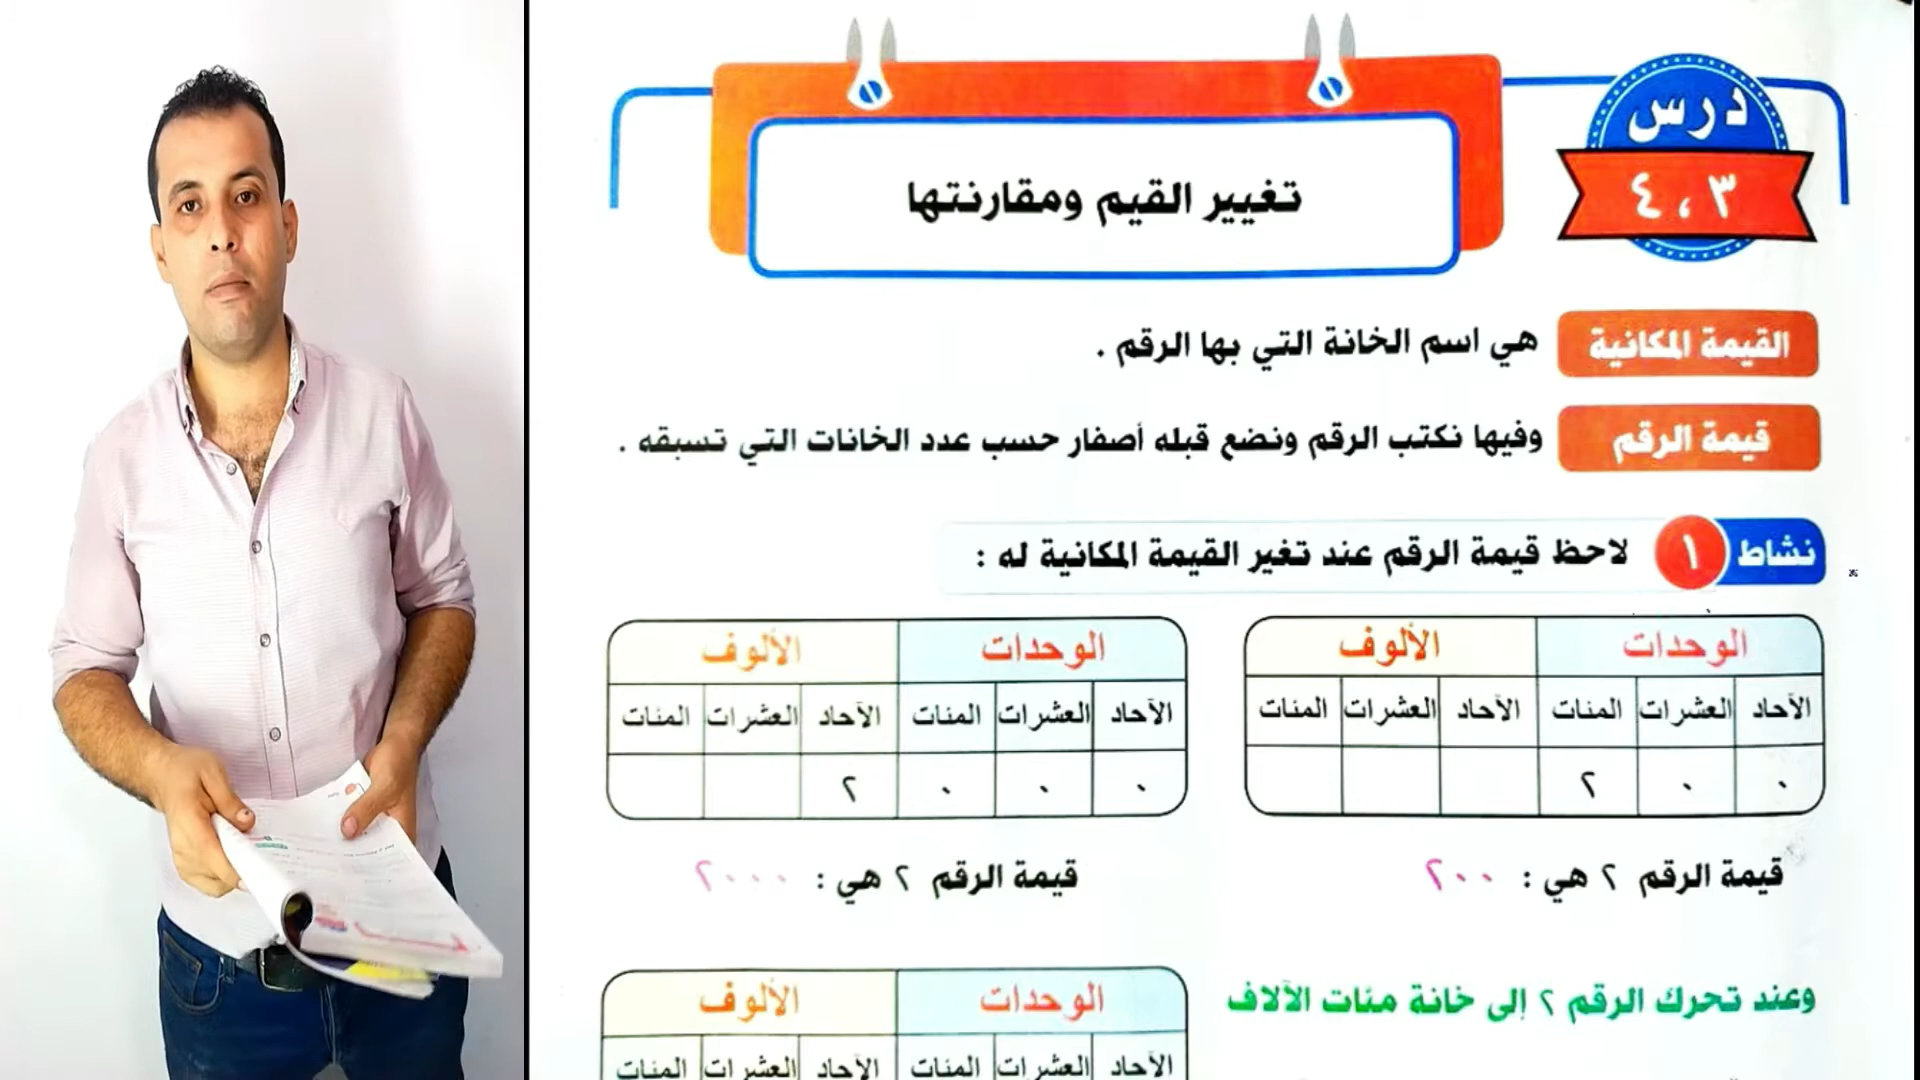 درس
٣ ، ٤
تغيير القيم ومقارنتها
القيمة المكانية هي اسم الخانة التي بها الرقم .
قيمة الرقم وفيها نكتب الرقم ونضع قبله أصفار حسب عدد الخانات التي تسبقه .
نشاط ١ لاحظ قيمة الرقم عند تغير القيمة المكانية له :
الوحدات الألوف
الآحاد العشرات المئات الآحاد العشرات المئات
٠ ٠ ٢
قيمة الرقم ٢ هي : ٢٠٠
الوحدات الألوف
الآحاد العشرات المئات الآحاد العشرات المئات
٠ ٠ ٠ ٢
قيمة الرقم ٢ هي : ٢٠٠٠
وعند تحرك الرقم ٢ إلى خانة مئات الآلاف
الوحدات الألوف
الآحاد العشرات المئات الآحاد العشرات المئات